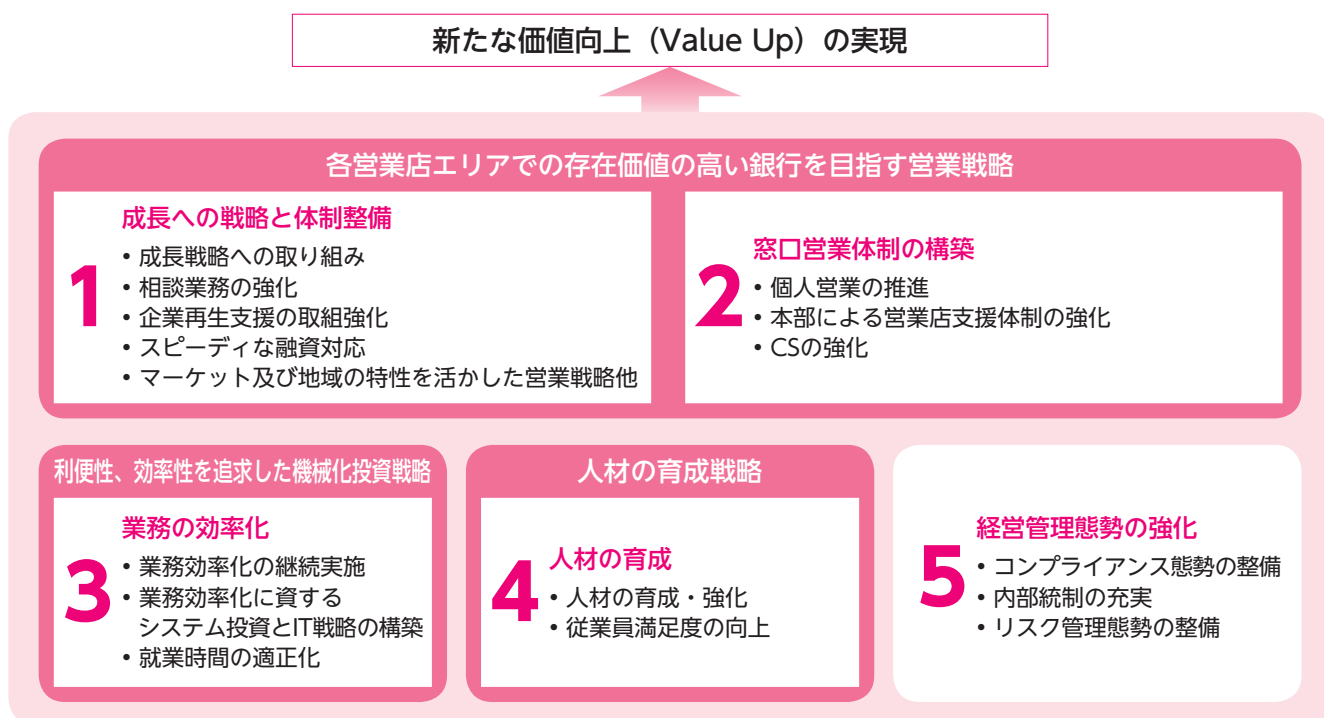 新たな価値向上（Value Up）の実現
各営業店エリアでの存在価値の高い銀行を目指す営業戦略
1
成長への戦略と体制整備
• 成長戦略への取り組み
• 相談業務の強化
• 企業再生支援の取組強化
• スピーディな融資対応
• マーケット及び地域の特性を活かした営業戦略他
2
窓口営業体制の構築
• 個人営業の推進
• 本部による営業店支援体制の強化
• CSの強化
利便性、効率性を追求した機械化投資戦略
3
業務の効率化
• 業務効率化の継続実施
• 業務効率化に資する
システム投資とIT戦略の構築
• 就業時間の適正化
人材の育成戦略
4
人材の育成
• 人材の育成・強化
• 従業員満足度の向上
5
経営管理態勢の強化
• コンプライアンス態勢の整備
• 内部統制の充実
• リスク管理態勢の整備